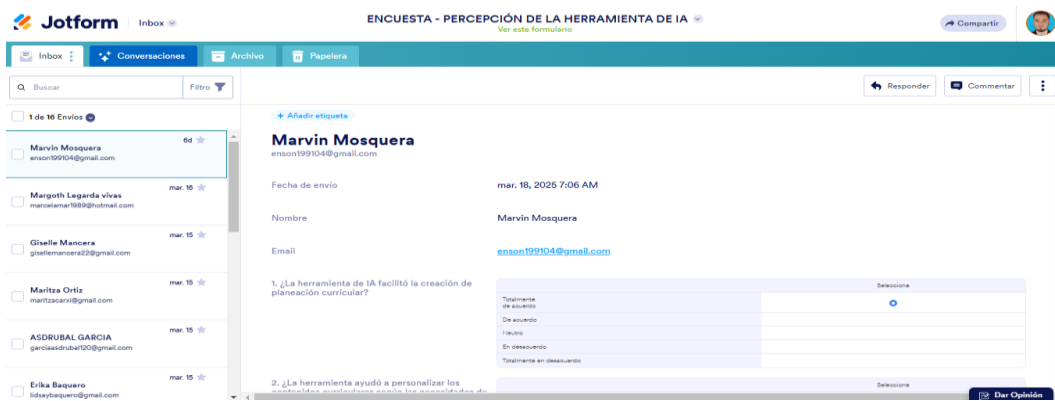 Jotform
Inbox
ENCUESTA - PERCEPCIÓN DE LA HERRAMIENTA DE IA
Ver este formulario
Compartir
Inbox
Conversaciones
Archivo
Papelera
Buscar
Filtro
Responder
Commentar
1 de 16 Envíos
Marvin Mosquera
6d
enson199104@gmail.com
Margoth Legarda vivas
mar. 16
marcelamar1989@hotmail.com
Giselle Mancera
mar. 15
gisellemancera22@gmail.com
Maritza Ortiz
mar. 15
maritzacarxi@gmail.com
ASDRUBAL GARCIA
mar. 15
garciaasdrubal120@gmail.com
Erika Baquero
mar. 15
lidsaybaquero@gmail.com
+ Añadir etiqueta
Marvin Mosquera
enson199104@gmail.com
Fecha de envío
mar. 18, 2025 7:06 AM
Nombre
Marvin Mosquera
Email
enson199104@gmail.com
1. ¿La herramienta de IA facilitó la creación de
planeación curricular?
Seleccione
Totalmente
de acuerdo
De acuerdo
Neutro
En desacuerdo
Totalmente en desacuerdo
2. ¿La herramienta ayudó a personalizar los
contenidos curriculares según las necesidades de
Seleccione
Dar Opinión